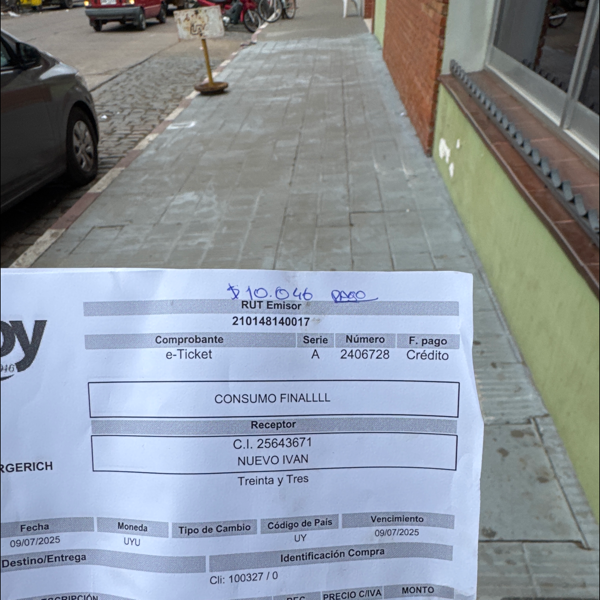 $ 10.046 PAGO
RUT Emisor
210148140017
Comprobante Serie Número F. pago
e-Ticket A 2406728 Crédito
CONSUMO FINALLLL
Receptor
C.I. 25643671
NUEVO IVAN
Treinta y Tres
RGERICH
Fecha Moneda Tipo de Cambio Código de País Vencimiento
09/07/2025 UYU UY 09/07/2025
Destino/Entrega Identificación Compra
Cli: 100327 / 0
PRECIO C/IVA MONTO